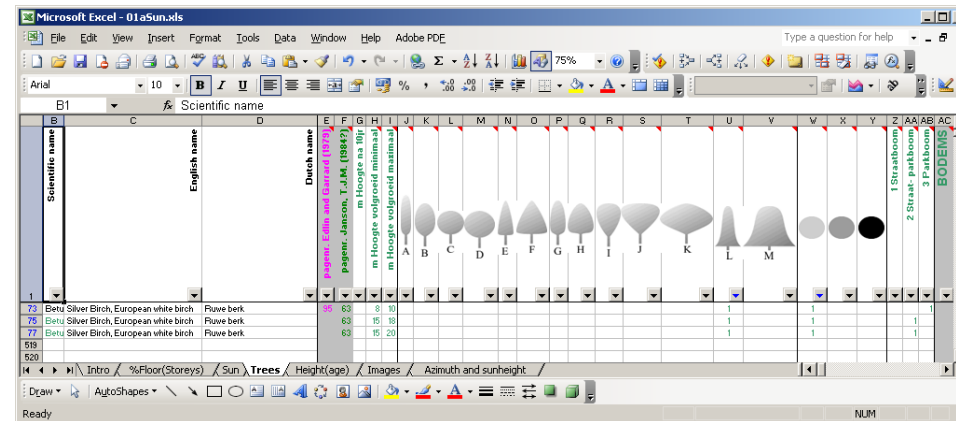 Microsoft Excel - 01aSun.xls
File Edit View Insert Format Tools Data Window Help Adobe PDF Type a question for help
75%
Arial 10 B I U
B1 fx Scientific name
B C D E F G H I J K L M N O P Q R S T U V W X Y Z AA AB AC
1 Scientific name English name Dutch name pagenr. Edlin and Garrard (1979) pagenr. Janson, T.J.M. (1984?) m Hoogte na 10jr m Hoogte volgroeid minimaal m Hoogte volgroeid maximaal A B C D E F G H I J K L M 1 Straatboom 2 Straat- parkboom 3 Parkboom BODEMS
73 Betu Silver Birch, European white birch Ruwe berk 95 63 8 10 1 1 1
75 Betu Silver Birch, European white birch Ruwe berk 63 15 18 1 1 1
77 Betu Silver Birch, European white birch Ruwe berk 63 15 20 1 1 1
519
520
Intro %Floor(Storeys) Sun Trees Height(age) Images Azimuth and sunheight
Draw AutoShapes
Ready NUM